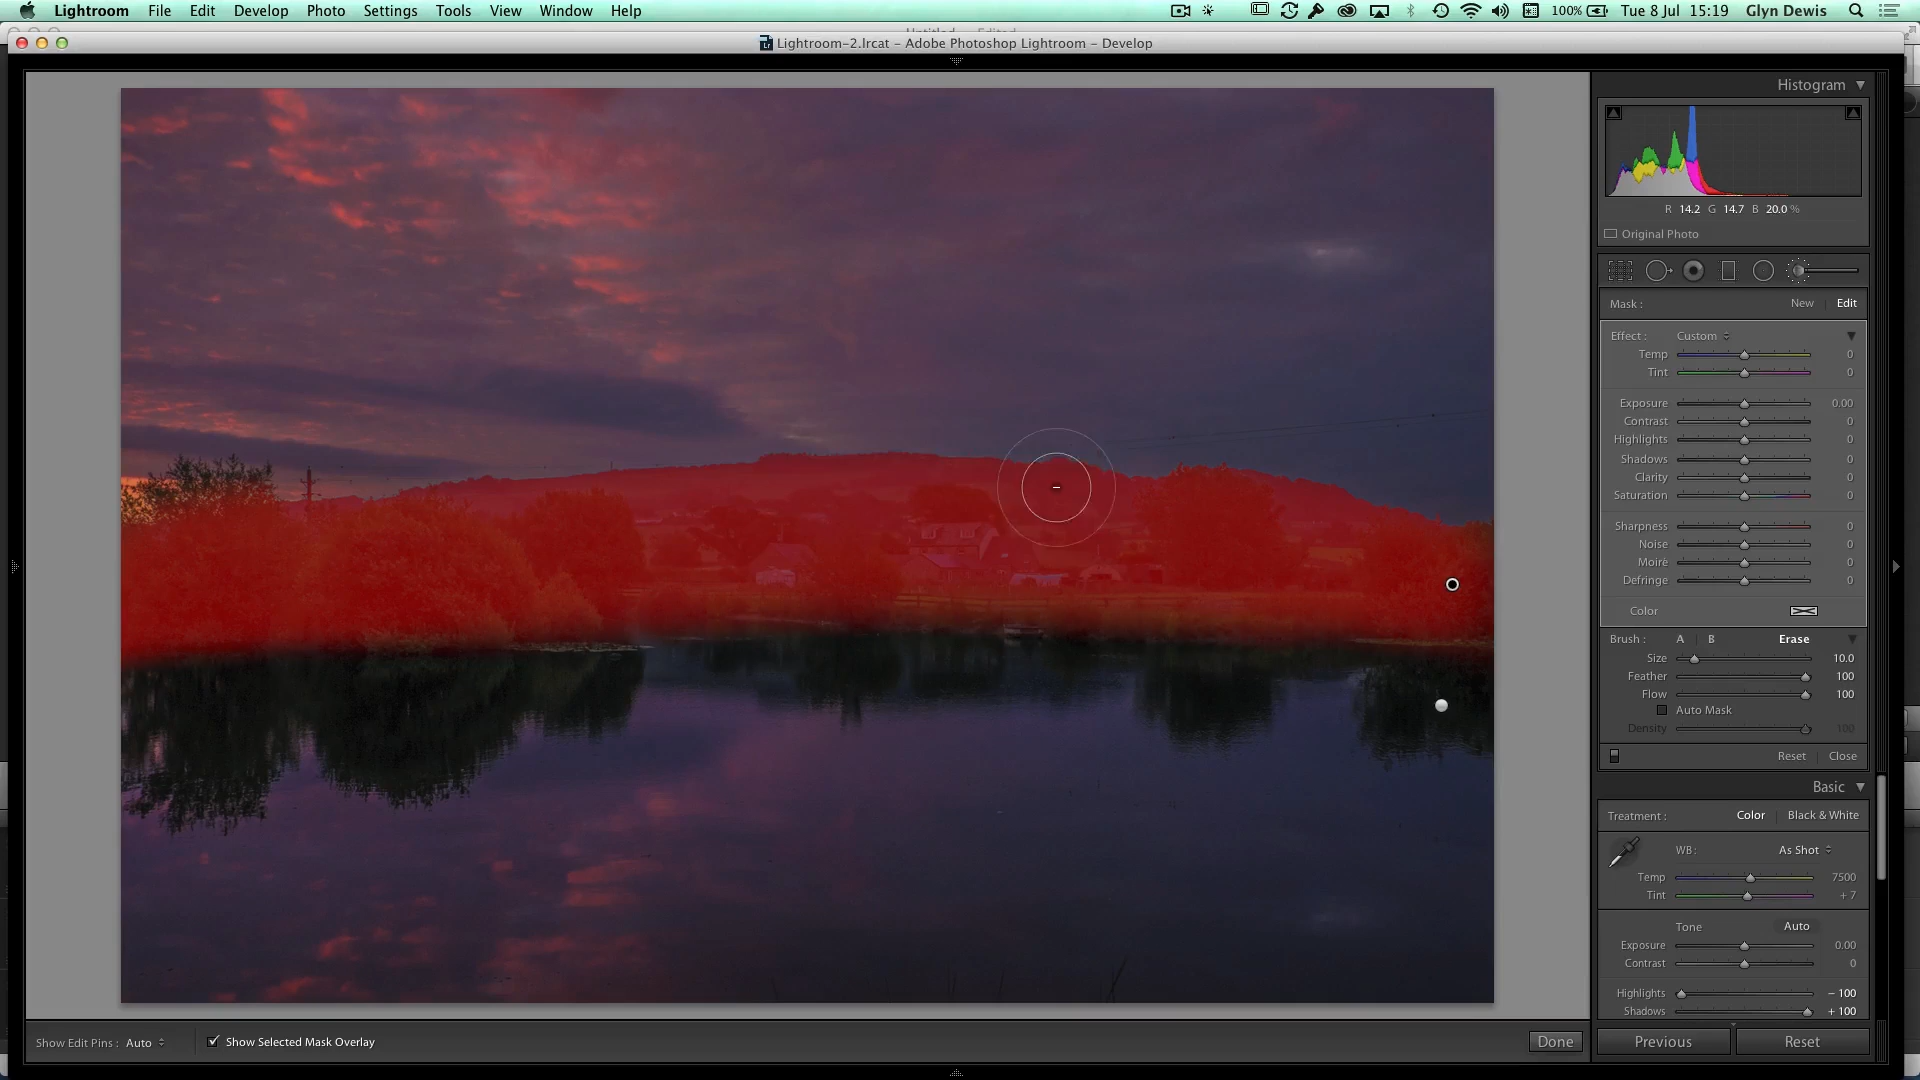 Lightroom File Edit Develop Photo Settings Tools View Window Help 100% Tue 8 Jul 15:19 Glyn Dewis
Lightroom-2.lrcat – Adobe Photoshop Lightroom – Develop
Histogram
R 14.2 G 14.7 B 20.0 %
Original Photo
Mask : New Edit
Effect : Custom
Temp 0
Tint 0
Exposure 0.00
Contrast 0
Highlights 0
Shadows 0
Clarity 0
Saturation 0
Sharpness 0
Noise 0
Moiré 0
Defringe 0
Color
Brush : A B Erase
Size 10.0
Feather 100
Flow 100
Auto Mask
Density 100
Reset Close
Basic
Treatment : Color Black & White
WB: As Shot
Temp 7500
Tint + 7
Tone Auto
Exposure 0.00
Contrast 0
Highlights – 100
Shadows + 100
Show Edit Pins : Auto Show Selected Mask Overlay Done Previous Reset